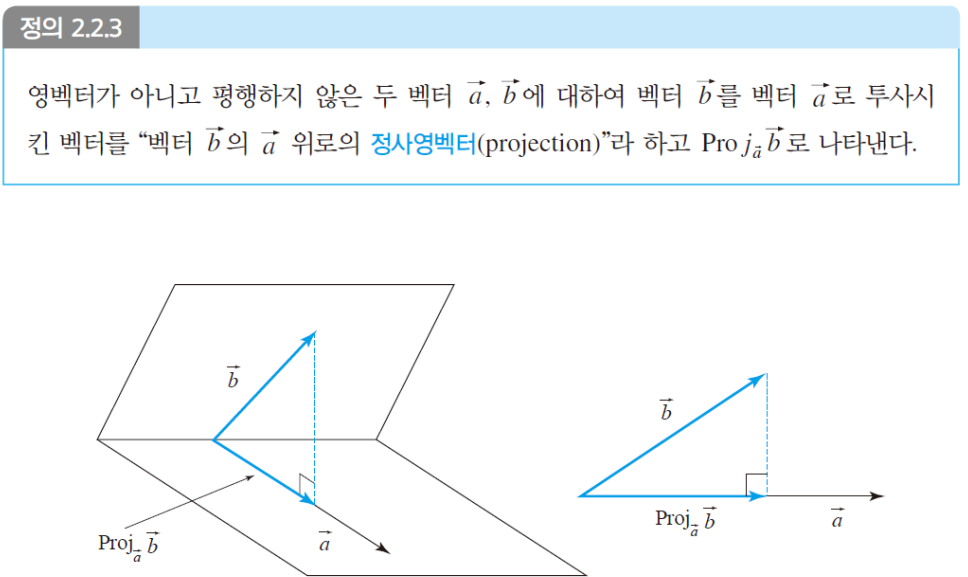 정의 2.2.3
영벡터가 아니고 평행하지 않은 두 벡터 $\vec{a}$, $\vec{b}$에 대하여 벡터 $\vec{b}$를 벡터 $\vec{a}$로 투사시
킨 벡터를 “벡터 $\vec{b}$의 $\vec{a}$ 위로의 정사영벡터(projection)”라 하고 $\text{Pro}j_{\vec{a}}\vec{b}$로 나타낸다.
$\vec{b}$
$\text{Proj}_{\vec{a}}\vec{b}$
$\vec{a}$
$\vec{b}$
$\text{Proj}_{\vec{a}}\vec{b}$
$\vec{a}$